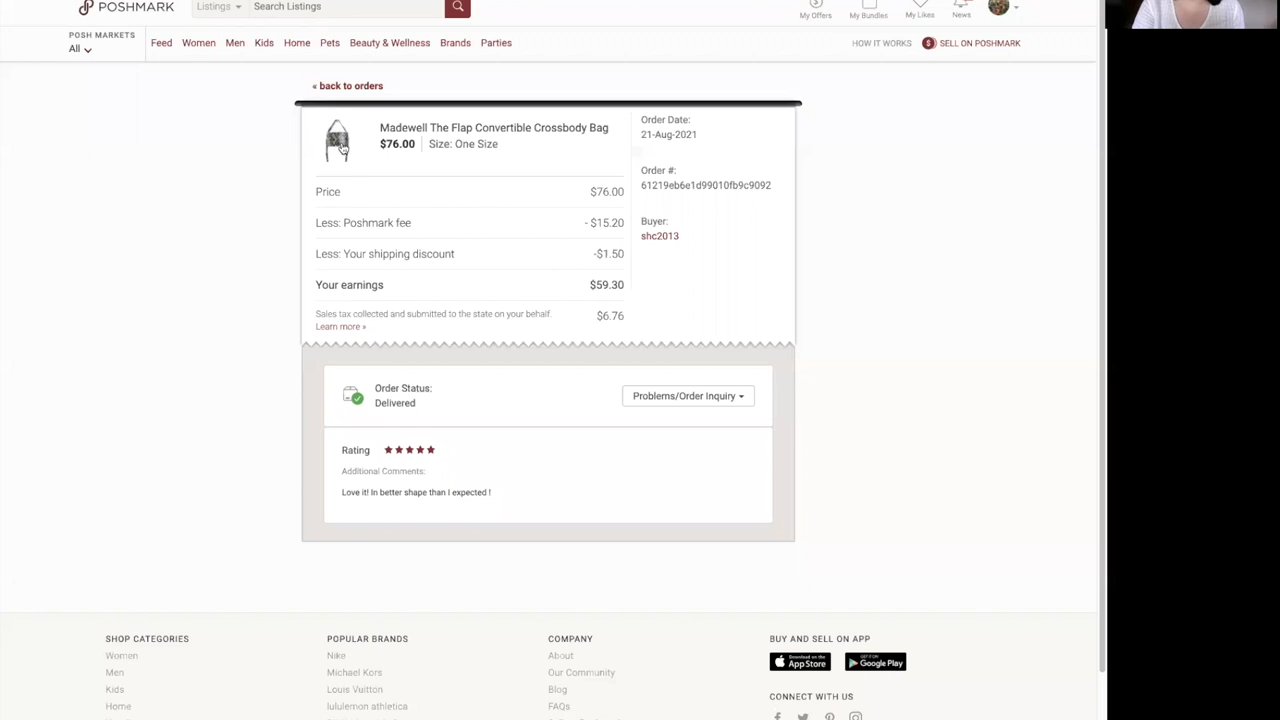 POSHMARK
Listings
Search Listings
My Offers
My Bundles
My Likes
News
POSH MARKETS
All
Feed
Women
Men
Kids
Home
Pets
Beauty & Wellness
Brands
Parties
HOW IT WORKS
$ SELL ON POSHMARK
« back to orders
Madewell The Flap Convertible Crossbody Bag
$76.00 Size: One Size
Order Date:
21-Aug-2021
Order #:
61219eb6e1d99010fb9c9092
Buyer:
shc2013
Price $76.00
Less: Poshmark fee - $15.20
Less: Your shipping discount -$1.50
Your earnings $59.30
Sales tax collected and submitted to the state on your behalf. $6.76
Learn more »
Order Status:
Delivered
Problems/Order Inquiry
Rating
Additional Comments:
Love it! In better shape than I expected !
SHOP CATEGORIES
Women
Men
Kids
Home
POPULAR BRANDS
Nike
Michael Kors
Louis Vuitton
lululemon athletica
COMPANY
About
Our Community
Blog
FAQs
BUY AND SELL ON APP
Download on the App Store
GET IT ON Google Play
CONNECT WITH US